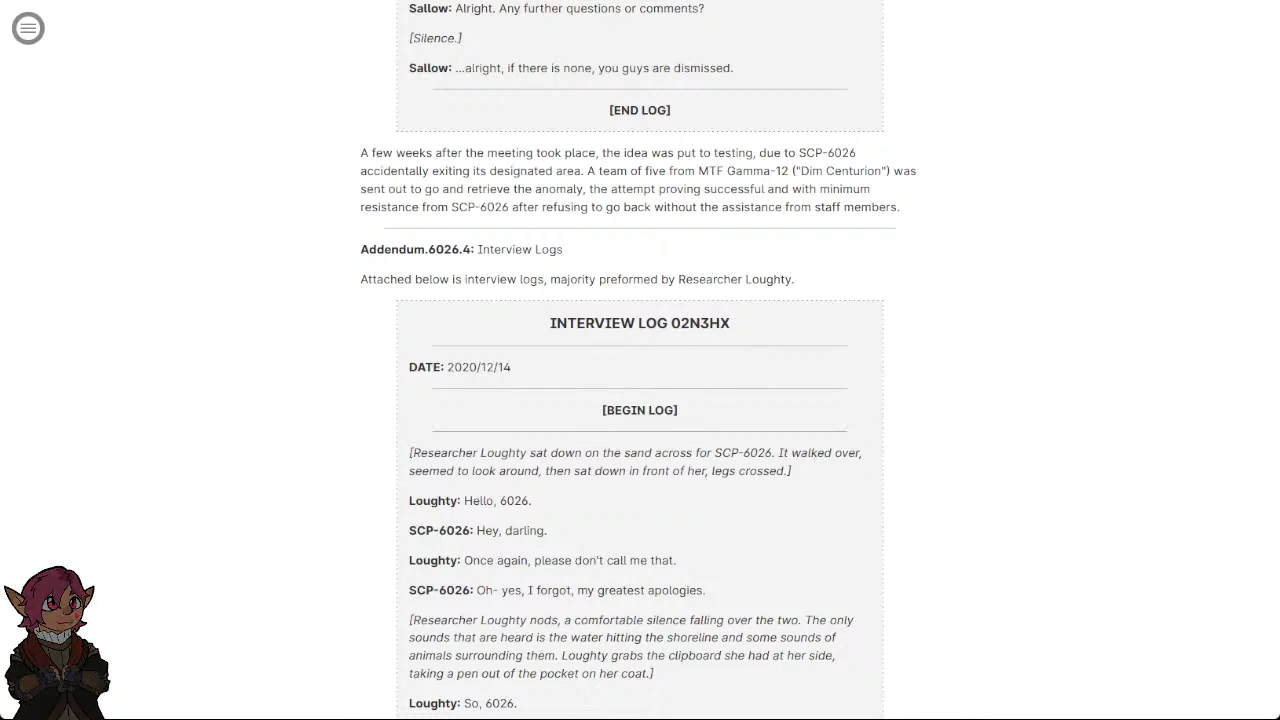 Sallow: Alright. Any further questions or comments?
[Silence.]
Sallow: Alright, if there is none, you guys are dismissed.
[END LOG]
A few weeks after the meeting took place, the idea was put to testing, due to SCP-6026
accidentally exiting its designated area. A team of five from MTF Gamma-12 ("Dim Centurion") was
sent out to go and retrieve the anomaly, the attempt proving successful and with minimum
resistance from SCP-6026 after refusing to go back without the assistance from staff members.
Addendum.6026.4: Interview Logs
Attached below is interview logs, majority preformed by Researcher Loughty.
INTERVIEW LOG 02N3HX
DATE: 2020/12/14
[BEGIN LOG]
[Researcher Loughty sat down on the sand across for SCP-6026. It walked over,
seemed to look around, then sat down in front of her, legs crossed.]
Loughty: Hello, 6026.
SCP-6026: Hey, darling.
Loughty: Once again, please don't call me that.
SCP-6026: Oh- yes, I forgot, my greatest apologies.
[Researcher Loughty nods, a comfortable silence falling over the two. The only
sounds that are heard is the water hitting the shoreline and some sounds of
animals surrounding them. Loughty grabs the clipboard she had at her side,
taking a pen out of the pocket on her coat.]
Loughty: So, 6026.